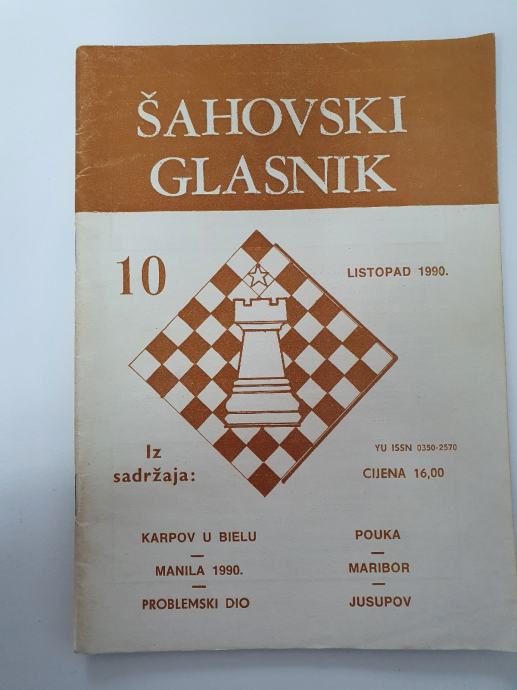 ŠAHOVSKI
GLASNIK
10
LISTOPAD 1990.
Iz
sadržaja:
YU ISSN 0350-2570
CIJENA 16,00
KARPOV U BIELU
—
MANILA 1990.
—
PROBLEMSKI DIO
POUKA
—
MARIBOR
—
JUSUPOV